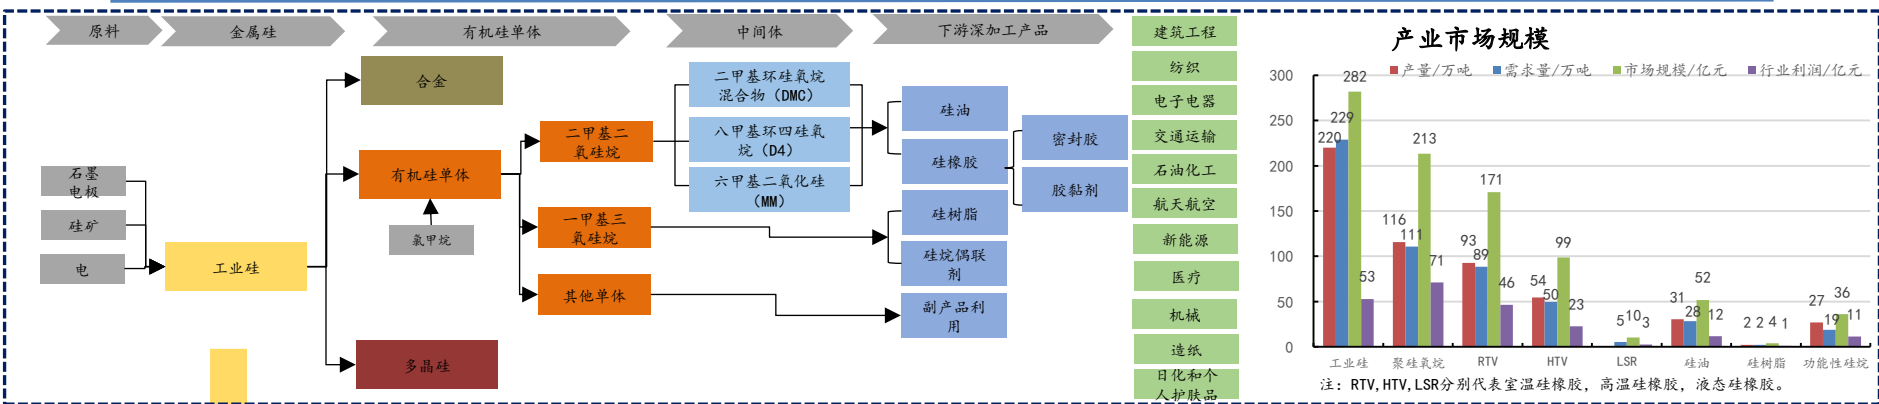 原料
金属硅
有机硅单体
中间体
下游深加工产品
石墨
电极
硅矿
电
工业硅
合金
有机硅单体
氯甲烷
多晶硅
二甲基二
氧硅烷
一甲基三
氧硅烷
其他单体
二甲基环硅氧烷
混合物（DMC）
八甲基环四硅氧
烷（D4）
六甲基二氧化硅
（MM）
硅油
硅橡胶
硅树脂
硅烷偶联
剂
副产品利
用
密封胶
胶黏剂
建筑工程
纺织
电子电器
交通运输
石油化工
航天航空
新能源
医疗
机械
造纸
日化和个
人护肤品
产业市场规模
产量/万吨 需求量/万吨 市场规模/亿元 行业利润/亿元
300
250
200
150
100
50
0
220 229 282 53
116 111 213 71
93 89 171 46
54 50 99 23
5 10 3
31 28 52 12
2 2 4 1
27 19 36 11
工业硅 聚硅氧烷 RTV HTV LSR 硅油 硅树脂 功能性硅烷
注：RTV,HTV,LSR分别代表室温硅橡胶，高温硅橡胶，液态硅橡胶。